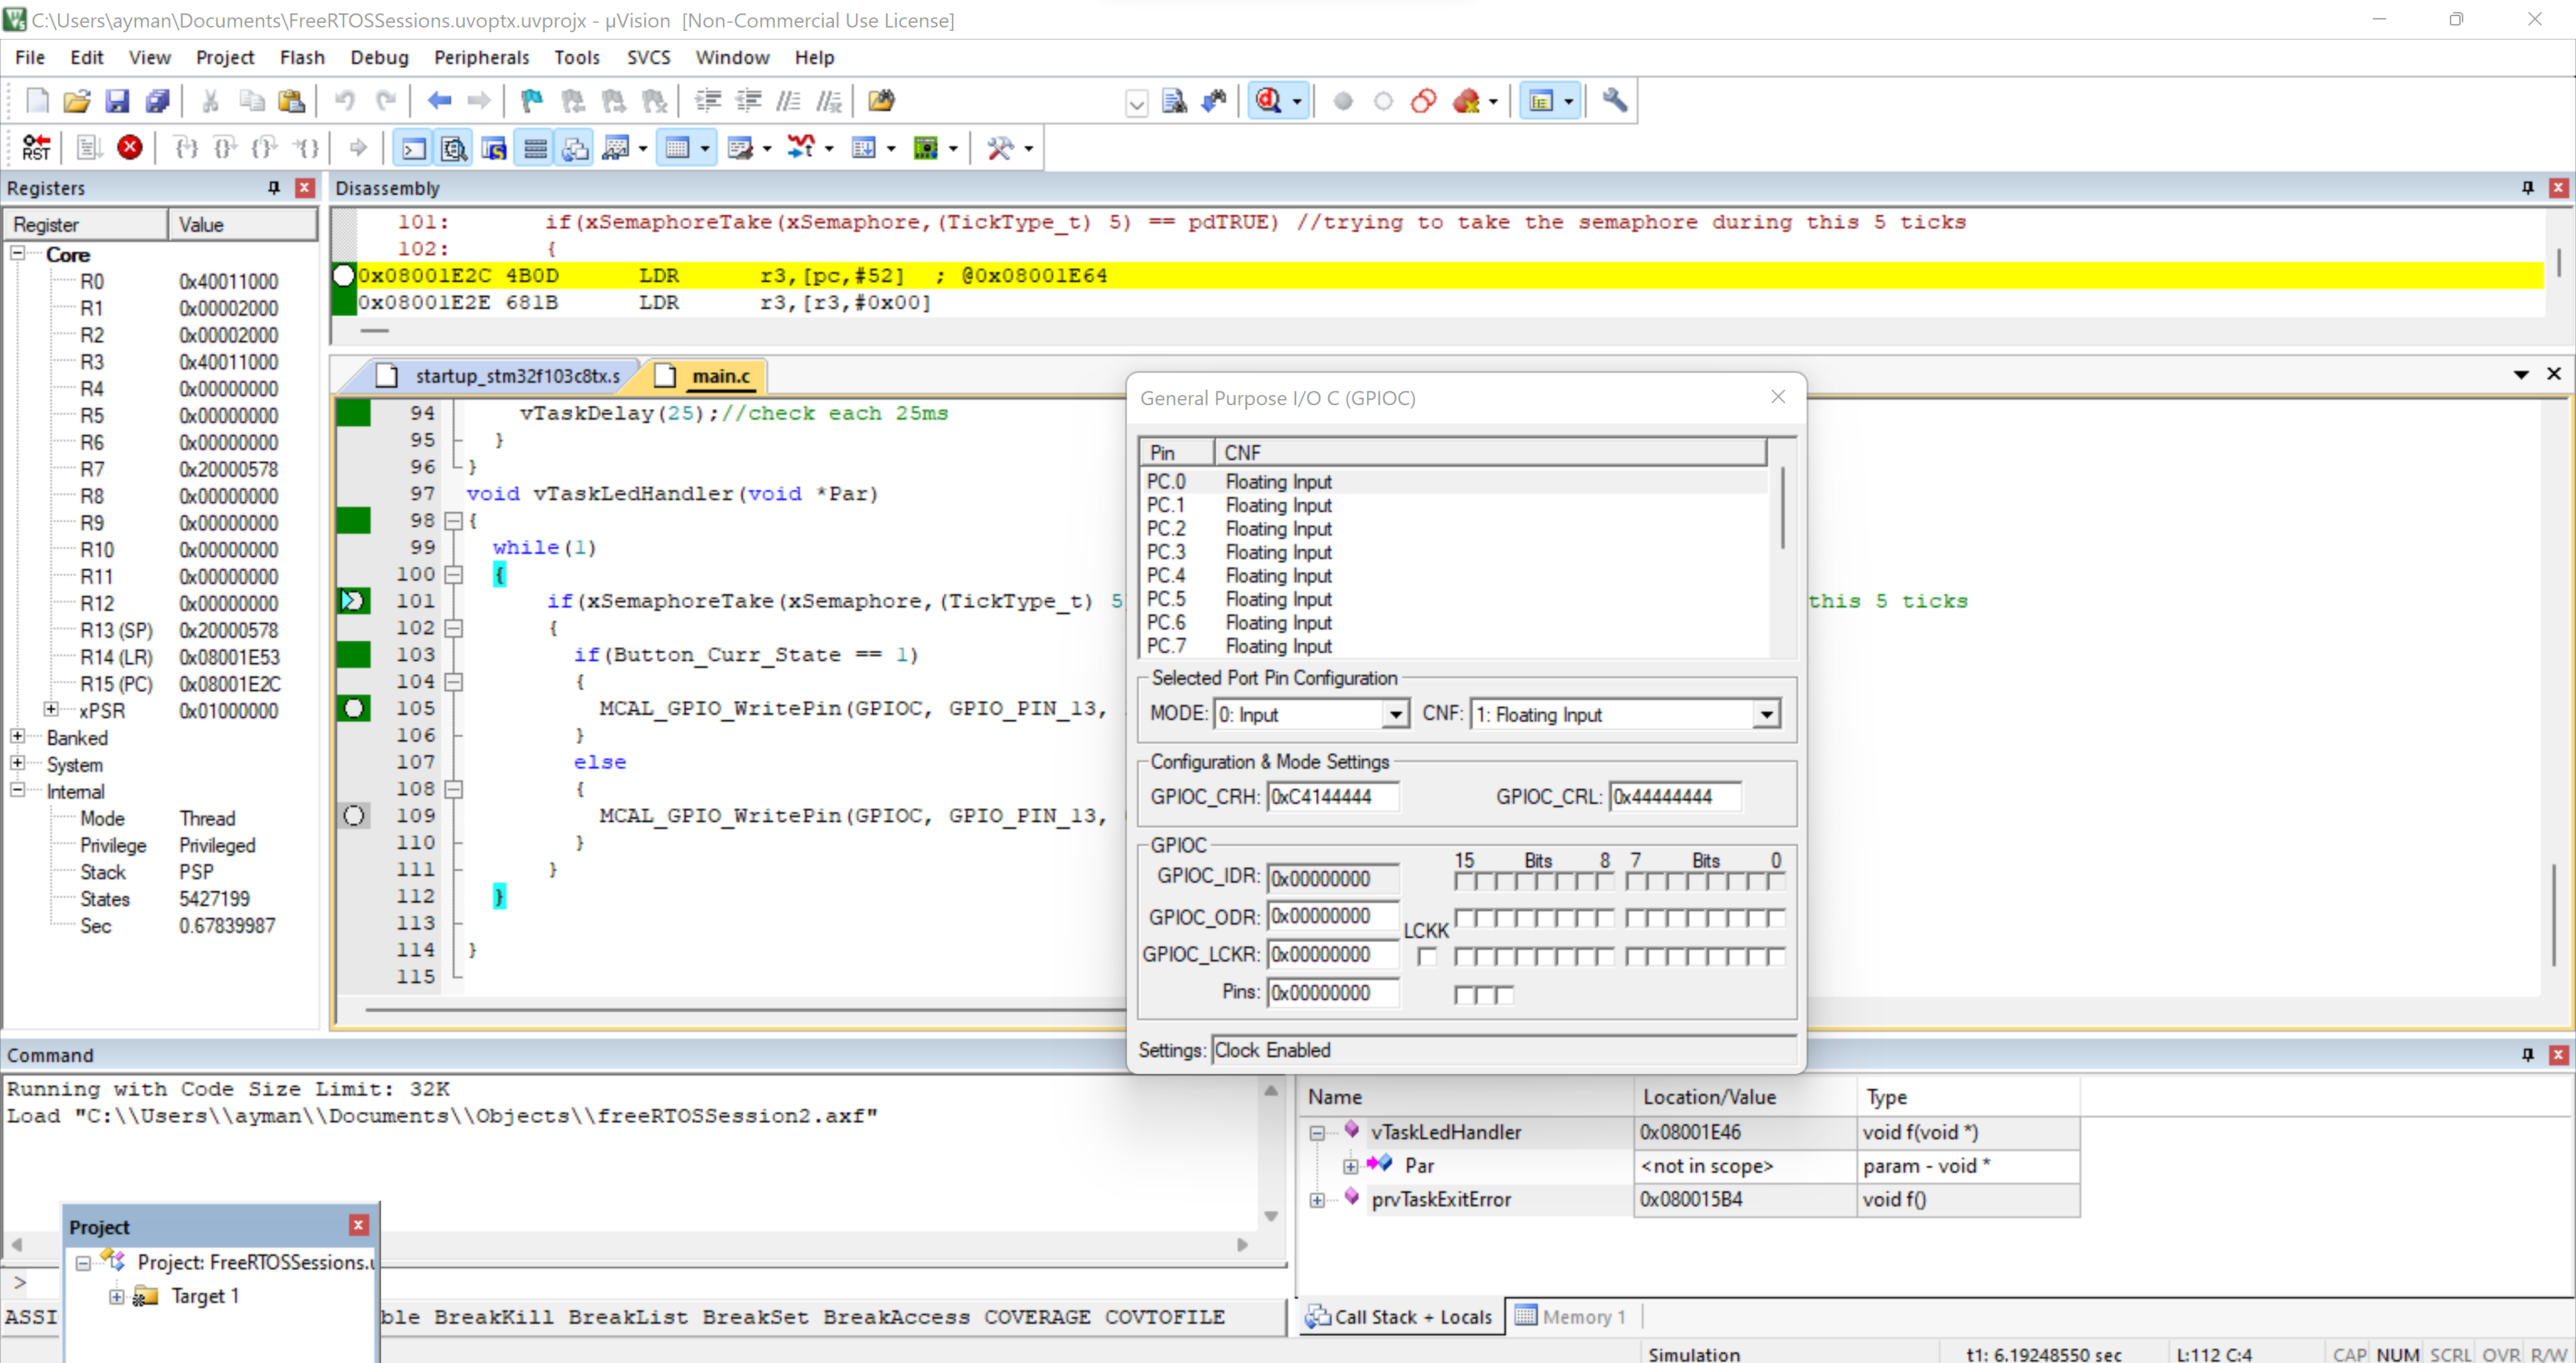 C:\Users\ayman\Documents\FreeRTOSSessions.uvoptx.uvprojx - µVision  [Non-Commercial Use License]
File Edit View Project Flash Debug Peripherals Tools SVCS Window Help
RST
Registers
Register Value
Core
R0 0x40011000
R1 0x00002000
R2 0x00002000
R3 0x40011000
R4 0x00000000
R5 0x00000000
R6 0x00000000
R7 0x20000578
R8 0x00000000
R9 0x00000000
R10 0x00000000
R11 0x00000000
R12 0x00000000
R13 (SP) 0x20000578
R14 (LR) 0x08001E53
R15 (PC) 0x08001E2C
xPSR 0x01000000
Banked
System
Internal
Mode Thread
Privilege Privileged
Stack PSP
States 5427199
Sec 0.67839987
Disassembly
101: if(xSemaphoreTake(xSemaphore,(TickType_t) 5) == pdTRUE) //trying to take the semaphore during this 5 ticks
102: {
0x08001E2C 4B0D LDR r3,[pc,#52] ; @0x08001E64
0x08001E2E 681B LDR r3,[r3,#0x00]
startup_stm32f103c8tx.s main.c
94 vTaskDelay(25);//check each 25ms
95 }
96 }
97 void vTaskLedHandler(void *Par)
98 {
99 while(1)
100 {
101 if(xSemaphoreTake(xSemaphore,(TickType_t) 5 this 5 ticks
102 {
103 if(Button_Curr_State == 1)
104 {
105 MCAL_GPIO_WritePin(GPIOC, GPIO_PIN_13,
106 }
107 else
108 {
109 MCAL_GPIO_WritePin(GPIOC, GPIO_PIN_13,
110 }
111 }
112 }
113
114 }
115
General Purpose I/O C (GPIOC)
Pin CNF
PC.0 Floating Input
PC.1 Floating Input
PC.2 Floating Input
PC.3 Floating Input
PC.4 Floating Input
PC.5 Floating Input
PC.6 Floating Input
PC.7 Floating Input
Selected Port Pin Configuration
MODE: 0: Input CNF: 1: Floating Input
Configuration & Mode Settings
GPIOC_CRH: 0xC4144444 GPIOC_CRL: 0x44444444
GPIOC
15 Bits 8 7 Bits 0
GPIOC_IDR: 0x00000000
GPIOC_ODR: 0x00000000
LCKK
GPIOC_LCKR: 0x00000000
Pins: 0x00000000
Settings: Clock Enabled
Command
Running with Code Size Limit: 32K
Load "C:\\Users\\ayman\\Documents\\Objects\\freeRTOSSession2.axf"
>
ASSI
ble BreakKill BreakList BreakSet BreakAccess COVERAGE COVTOFILE
Project
Project: FreeRTOSSessions.u
Target 1
Name Location/Value Type
vTaskLedHandler 0x08001E46 void f(void *)
Par <not in scope> param - void *
prvTaskExitError 0x080015B4 void f()
Call Stack + Locals Memory 1
Simulation t1: 6.19248550 sec L:112 C:4 CAP NUM SCRL OVR R/W